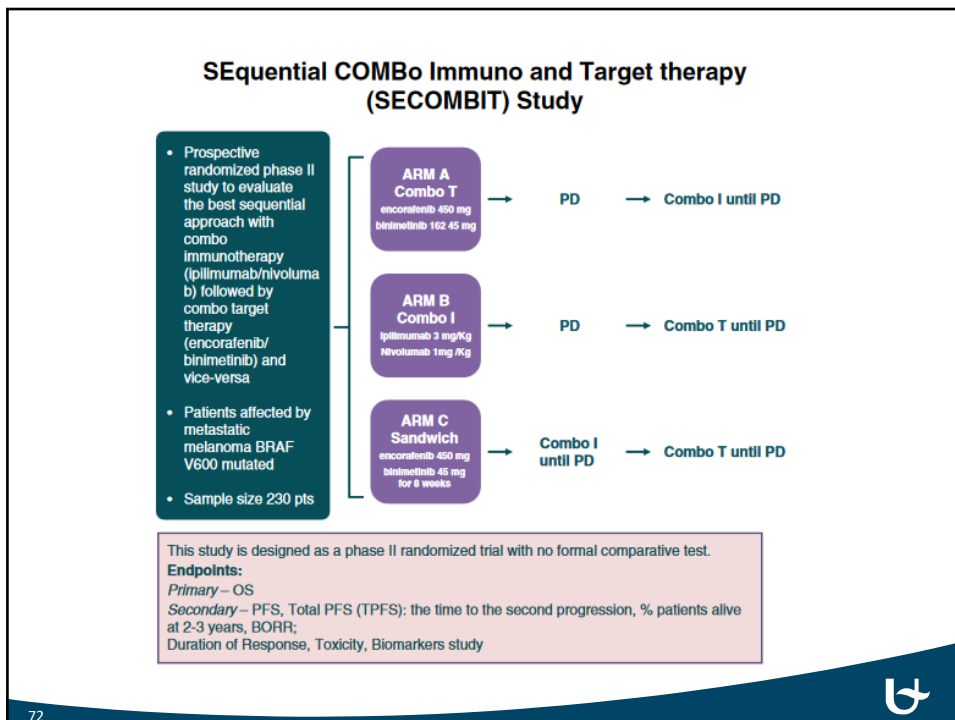 SEquential COMBo Immuno and Target therapy
(SECOMBIT) Study
• Prospective
randomized phase II
study to evaluate
the best sequential
approach with
combo
immunotherapy
(ipilimumab/nivoluma
b) followed by
combo target
therapy
(encorafenib/
binimetinib) and
vice-versa
• Patients affected by
metastatic
melanoma BRAF
V600 mutated
• Sample size 230 pts
ARM A
Combo T
encorafenib 450 mg
binimetinib 162 45 mg
PD
Combo I until PD
ARM B
Combo I
Ipilimumab 3 mg/Kg
Nivolumab 1mg /Kg
PD
Combo T until PD
ARM C
Sandwich
encorafenib 450 mg
binimetinib 45 mg
for 8 weeks
Combo I
until PD
Combo T until PD
This study is designed as a phase II randomized trial with no formal comparative test.
Endpoints:
Primary – OS
Secondary – PFS, Total PFS (TPFS): the time to the second progression, % patients alive
at 2-3 years, BORR;
Duration of Response, Toxicity, Biomarkers study
72